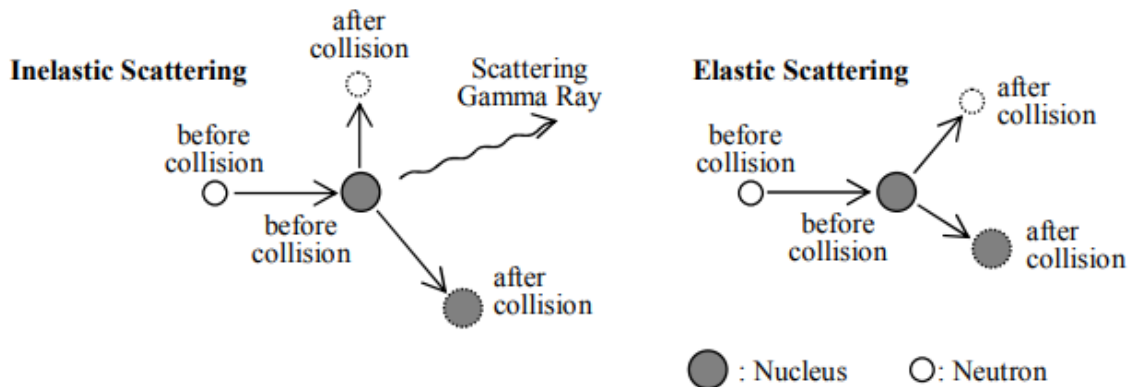 Inelastic Scattering
after
collision
Scattering
Gamma Ray
before
collision
before
collision
after
collision
Elastic Scattering
after
collision
before
collision
before
collision
after
collision
: Nucleus
: Neutron